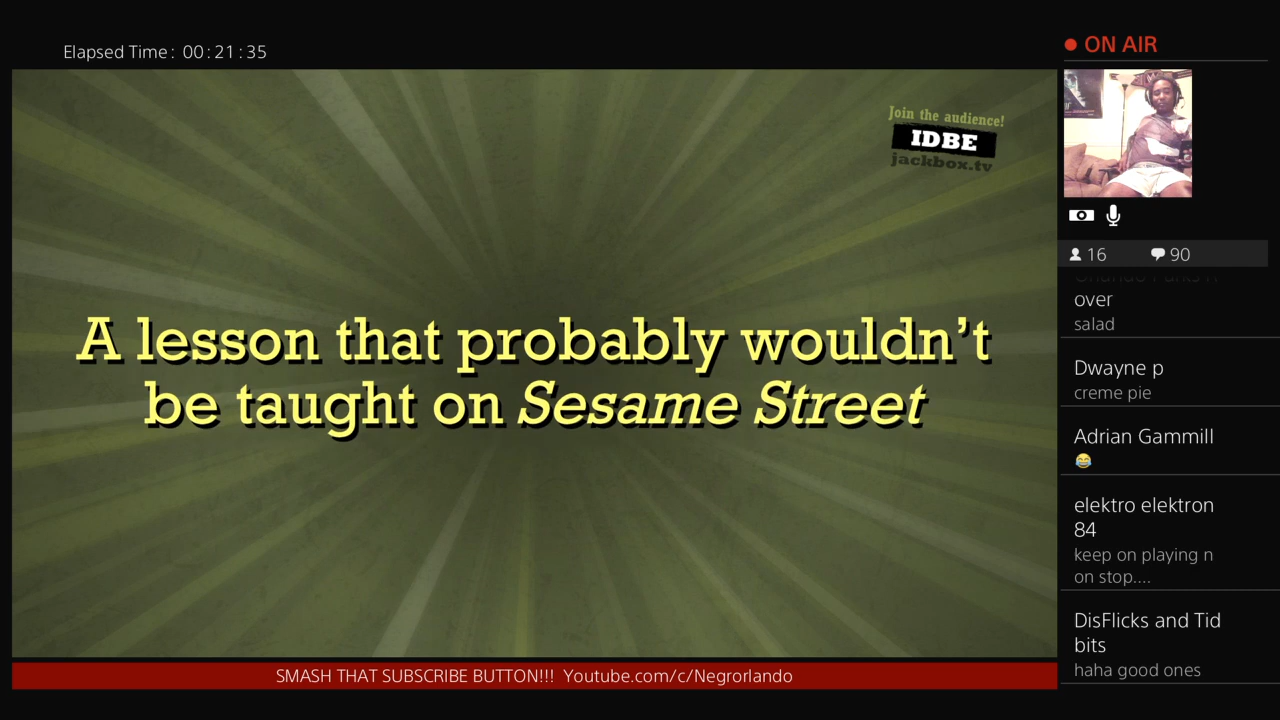 Elapsed Time: 00:21:35
ON AIR
Join the audience!
IDBE
jackbox.tv
A lesson that probably wouldn't
be taught on Sesame Street
16 90
over
salad
Dwayne p
creme pie
Adrian Gammill
😂
elektro elektron
84
keep on playing n
on stop....
DisFlicks and Tid
bits
haha good ones
SMASH THAT SUBSCRIBE BUTTON!!! Youtube.com/c/Negrorlando